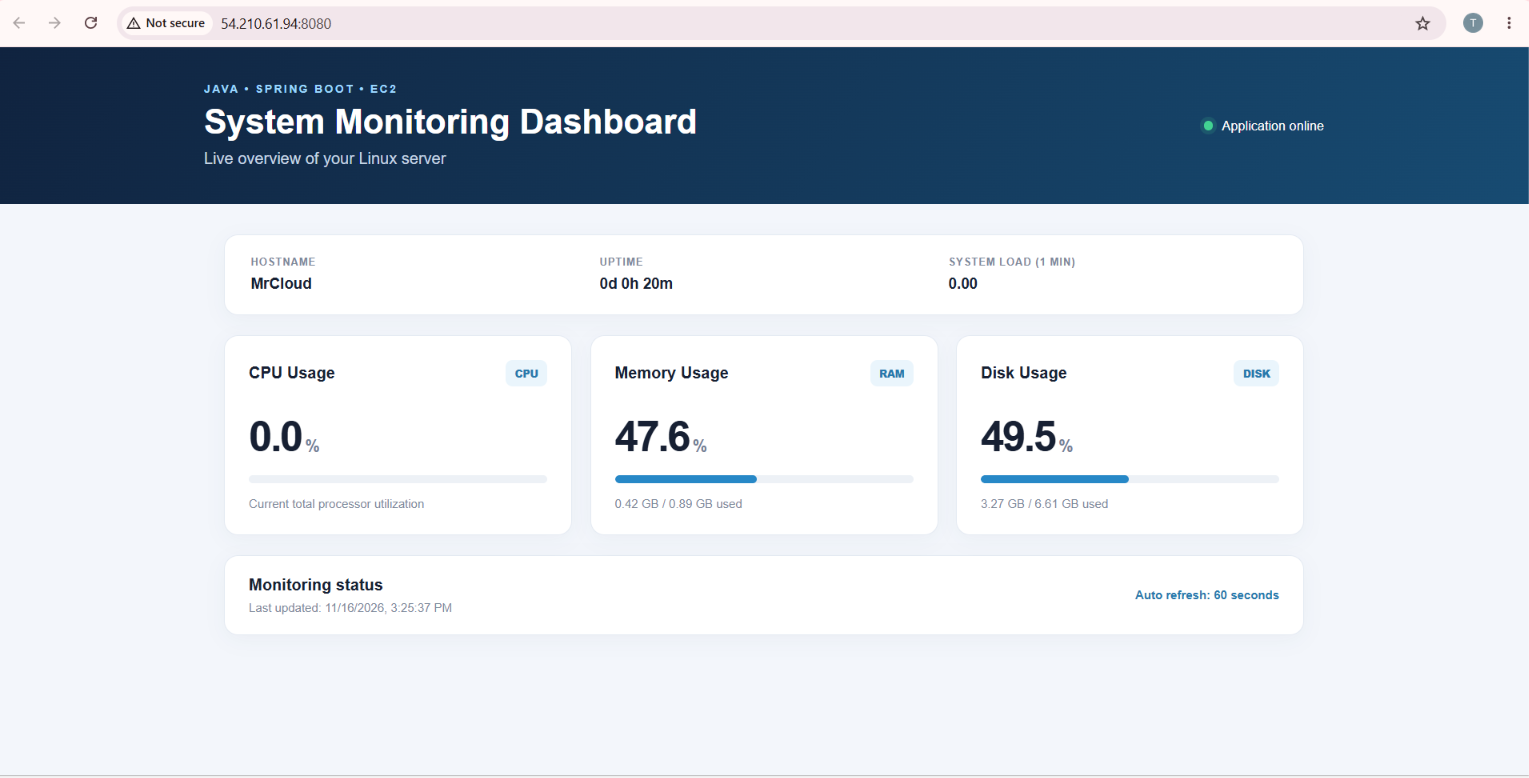 Not secure 54.210.61.94:8080
T
JAVA • SPRING BOOT • EC2
System Monitoring Dashboard
Application online
Live overview of your Linux server
HOSTNAME UPTIME SYSTEM LOAD (1 MIN)
MrCloud 0d 0h 20m 0.00
CPU Usage CPU
0.0 %
Current total processor utilization
Memory Usage RAM
47.6 %
0.42 GB / 0.89 GB used
Disk Usage DISK
49.5 %
3.27 GB / 6.61 GB used
Monitoring status
Last updated: 11/16/2026, 3:25:37 PM
Auto refresh: 60 seconds